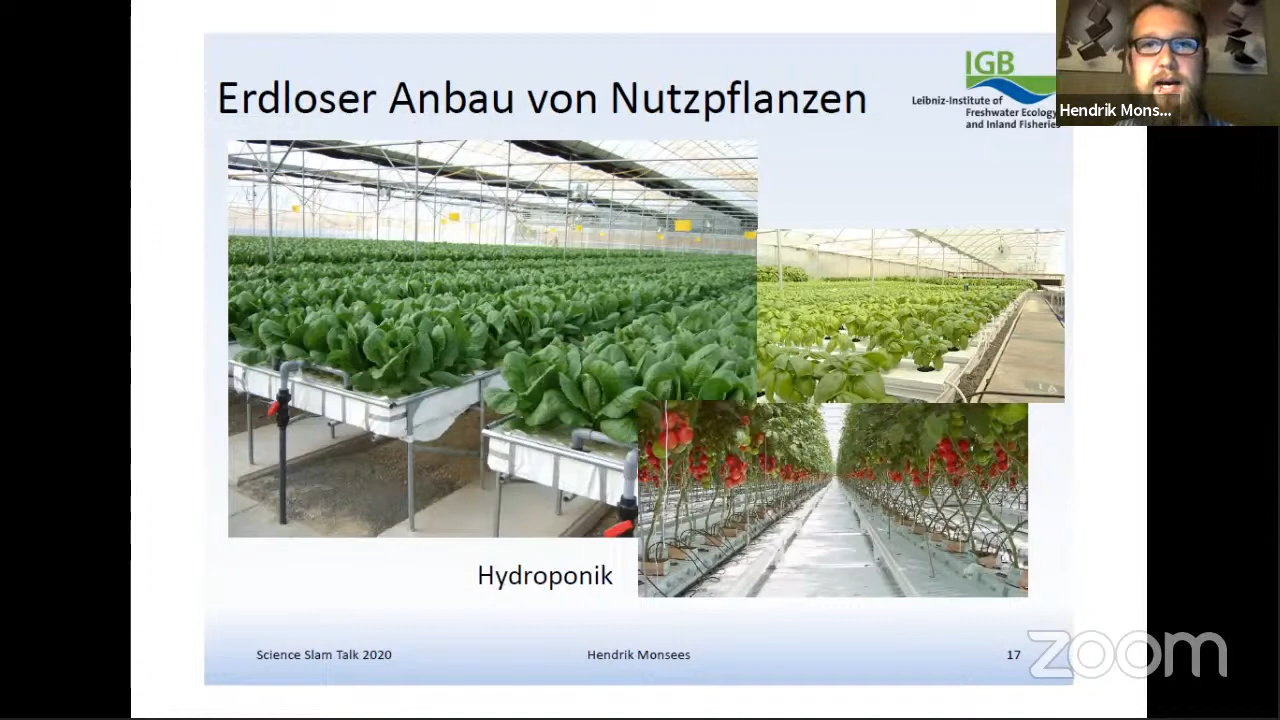 Erdloser Anbau von Nutzpflanzen
IGB
Leibniz-Institute of
Freshwater Ecology
and Inland Fisheries
Hendrik Mons...
Hydroponik
Science Slam Talk 2020
Hendrik Monsees
17
zoom